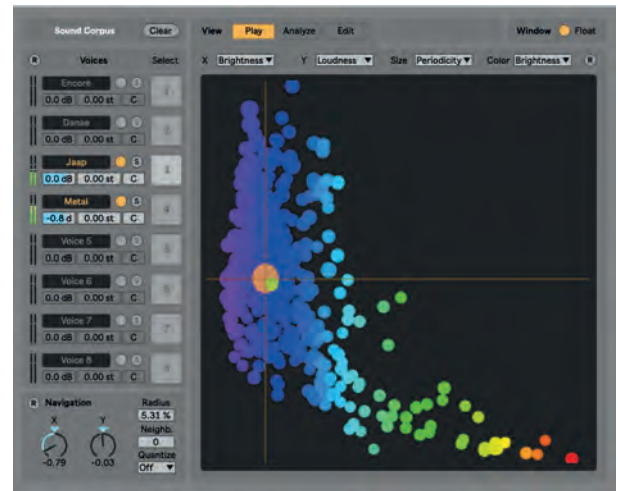 Sound Corpus Clear View Play Analyze Edit Window Float
R Voices Select X Brightness ▼ Y Loudness ▼ Size Periodicity ▼ Color Brightness ▼ R
Encore S
0.0 dB 0.00 st C
Danse S
0.0 dB 0.00 st C
Jaap S
0.0 dB 0.00 st C
Metal S
-0.8 d 0.00 st C
Voice 5 S
0.0 dB 0.00 st C
Voice 6 S
0.0 dB 0.00 st C
Voice 7 S
0.0 dB 0.00 st C
Voice 8 S
0.0 dB 0.00 st C
R Navigation Radius
X Y 5.31 %
Neighb.
0
Quantize
-0.79 -0.03 Off ▼